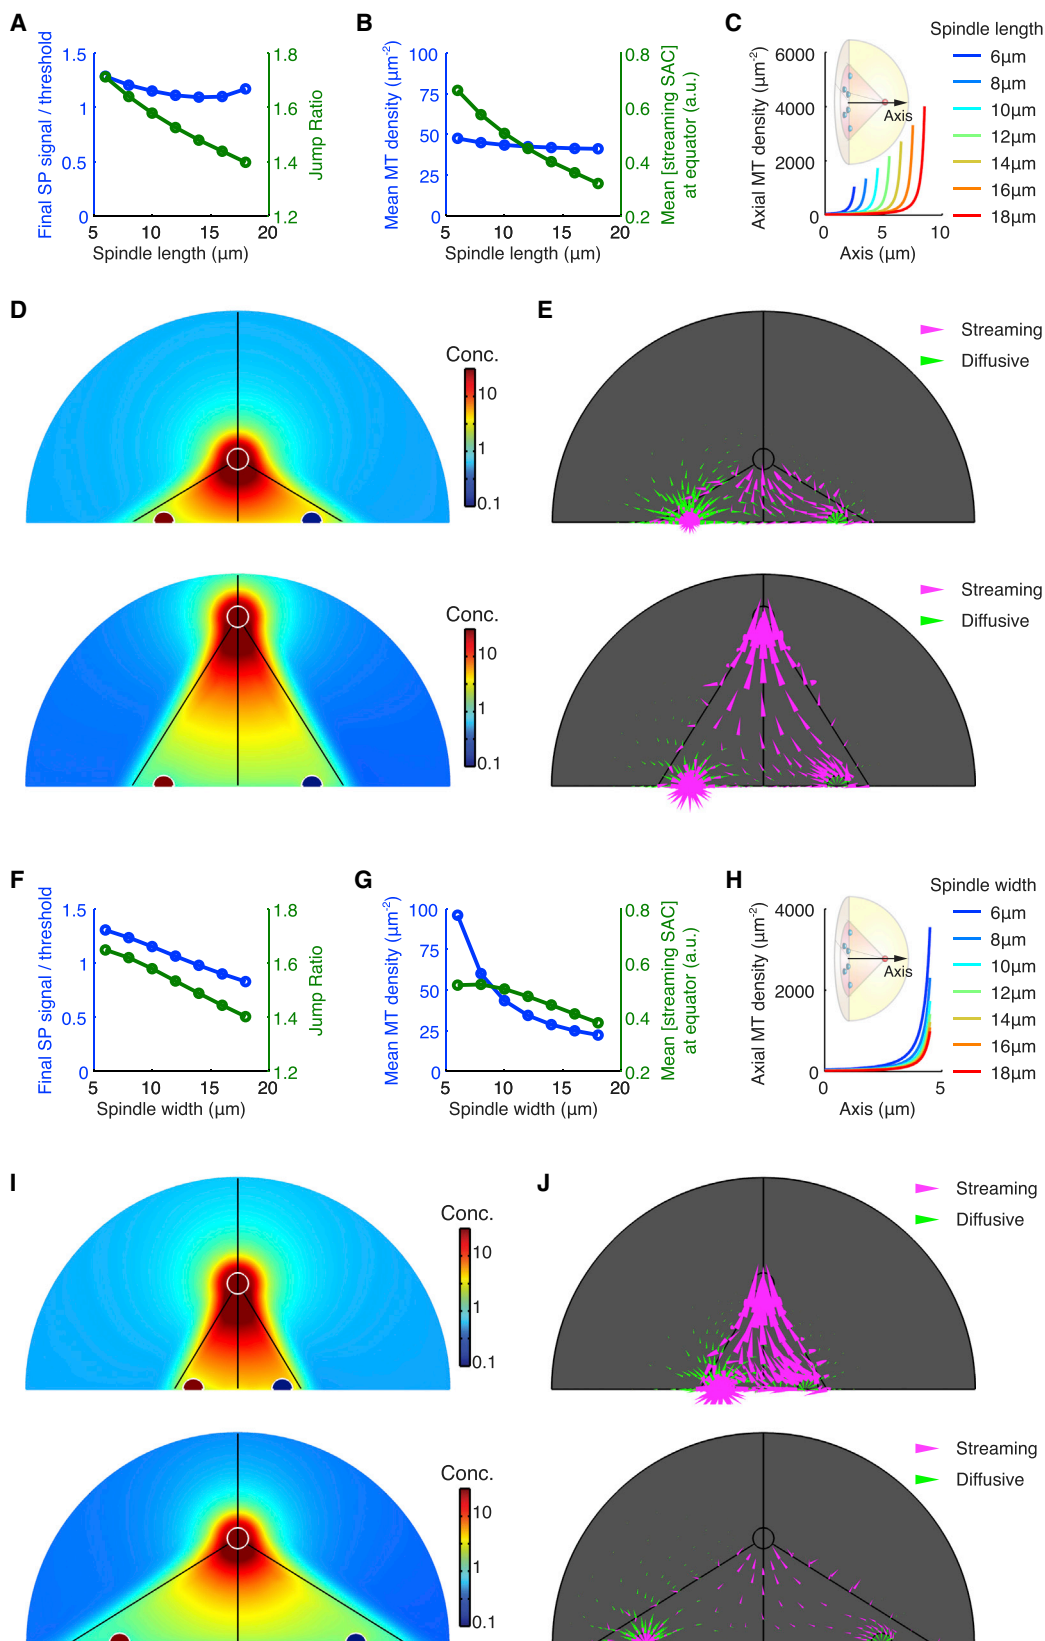 A
B
C
Final SP signal / threshold
1.5
1
0.5
0
1.8
1.6
1.4
1.2
Jump Ratio
5
10
15
20
Spindle length (µm)
Mean MT density (µm-2)
100
75
50
25
0
0.8
0.6
0.4
0.2
Mean [streaming SAC]
at equator (a.u.)
5
10
15
20
Spindle length (µm)
Axial MT density (µm-2)
6000
4000
2000
0
Axis
0
5
10
Axis (µm)
Spindle length
6µm
8µm
10µm
12µm
14µm
16µm
18µm
D
Conc.
10
1
0.1
E
Streaming
Diffusive
Conc.
10
1
0.1
Streaming
Diffusive
F
G
H
Final SP signal / threshold
1.5
1
0.5
0
1.8
1.6
1.4
1.2
Jump Ratio
5
10
15
20
Spindle width (µm)
Mean MT density (µm-2)
100
75
50
25
0
0.8
0.6
0.4
0.2
Mean [streaming SAC]
at equator (a.u.)
5
10
15
20
Spindle width (µm)
Axial MT density (µm-2)
4000
2000
0
Axis
0
5
Axis (µm)
Spindle width
6µm
8µm
10µm
12µm
14µm
16µm
18µm
I
Conc.
10
1
0.1
J
Streaming
Diffusive
Conc.
10
1
0.1
Streaming
Diffusive